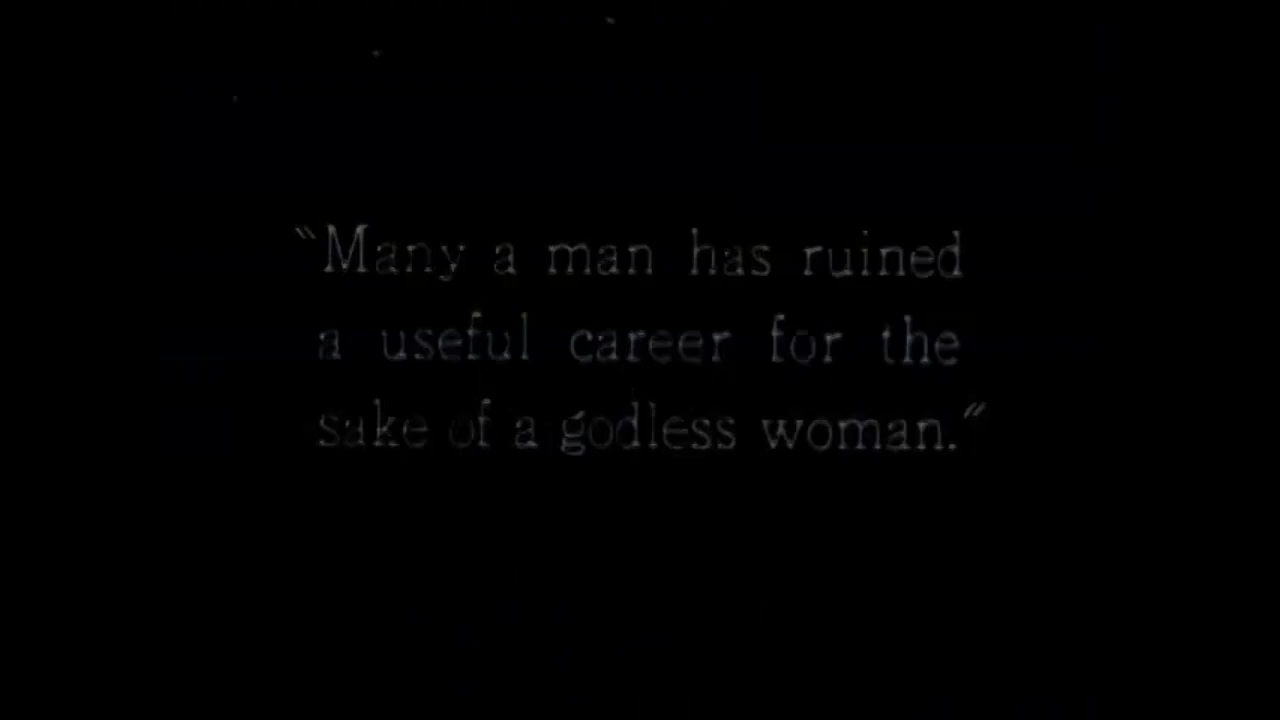 “Many a man has ruined
a useful career for the
sake of a godless woman.”